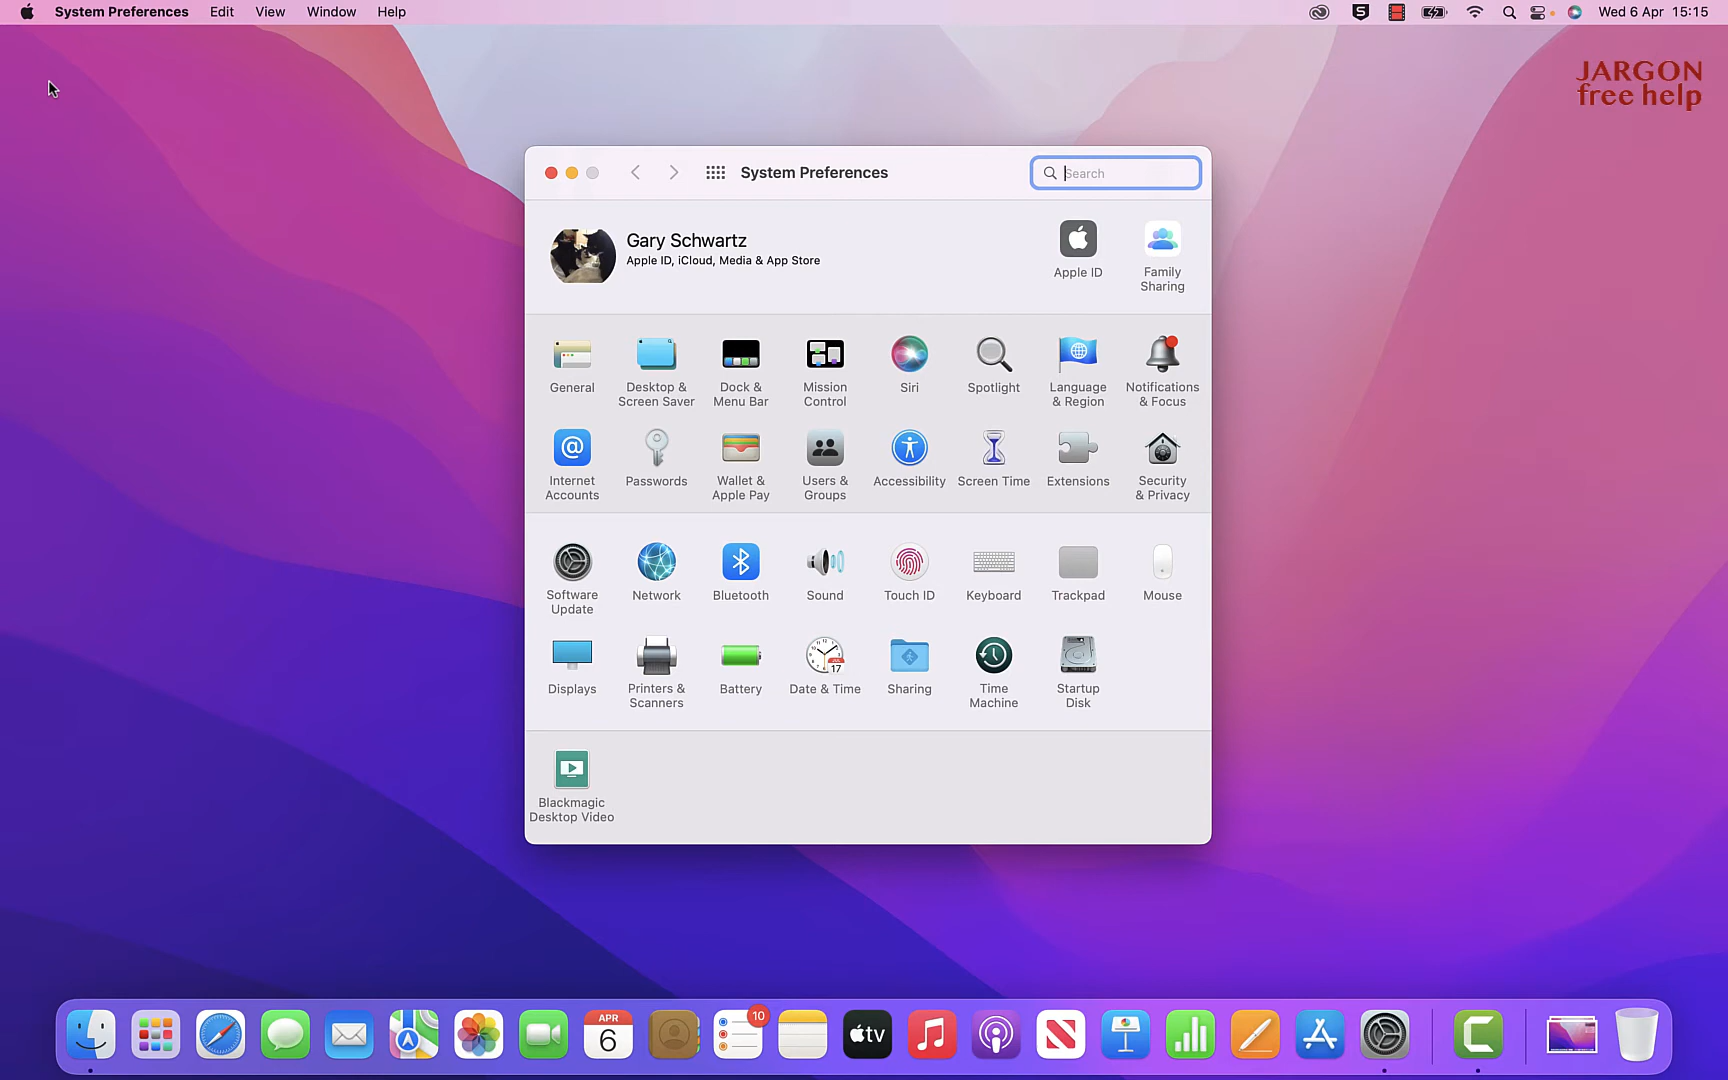 System Preferences Edit View Window Help
S
Wed 6 Apr 15:15
JARGON
free help
System Preferences
Search
Gary Schwartz
Apple ID, iCloud, Media & App Store
Apple ID
Family
Sharing
General
Desktop &
Screen Saver
Dock &
Menu Bar
Mission
Control
Siri
Spotlight
Language
& Region
Notifications
& Focus
@
Internet
Accounts
Passwords
Wallet &
Apple Pay
Users &
Groups
Accessibility
Screen Time
Extensions
Security
& Privacy
Software
Update
Network
Bluetooth
Sound
Touch ID
Keyboard
Trackpad
Mouse
Displays
Printers &
Scanners
Battery
JUL
17
Date & Time
Sharing
Time
Machine
Startup
Disk
Blackmagic
Desktop Video
APR
6
10
tv
N
C